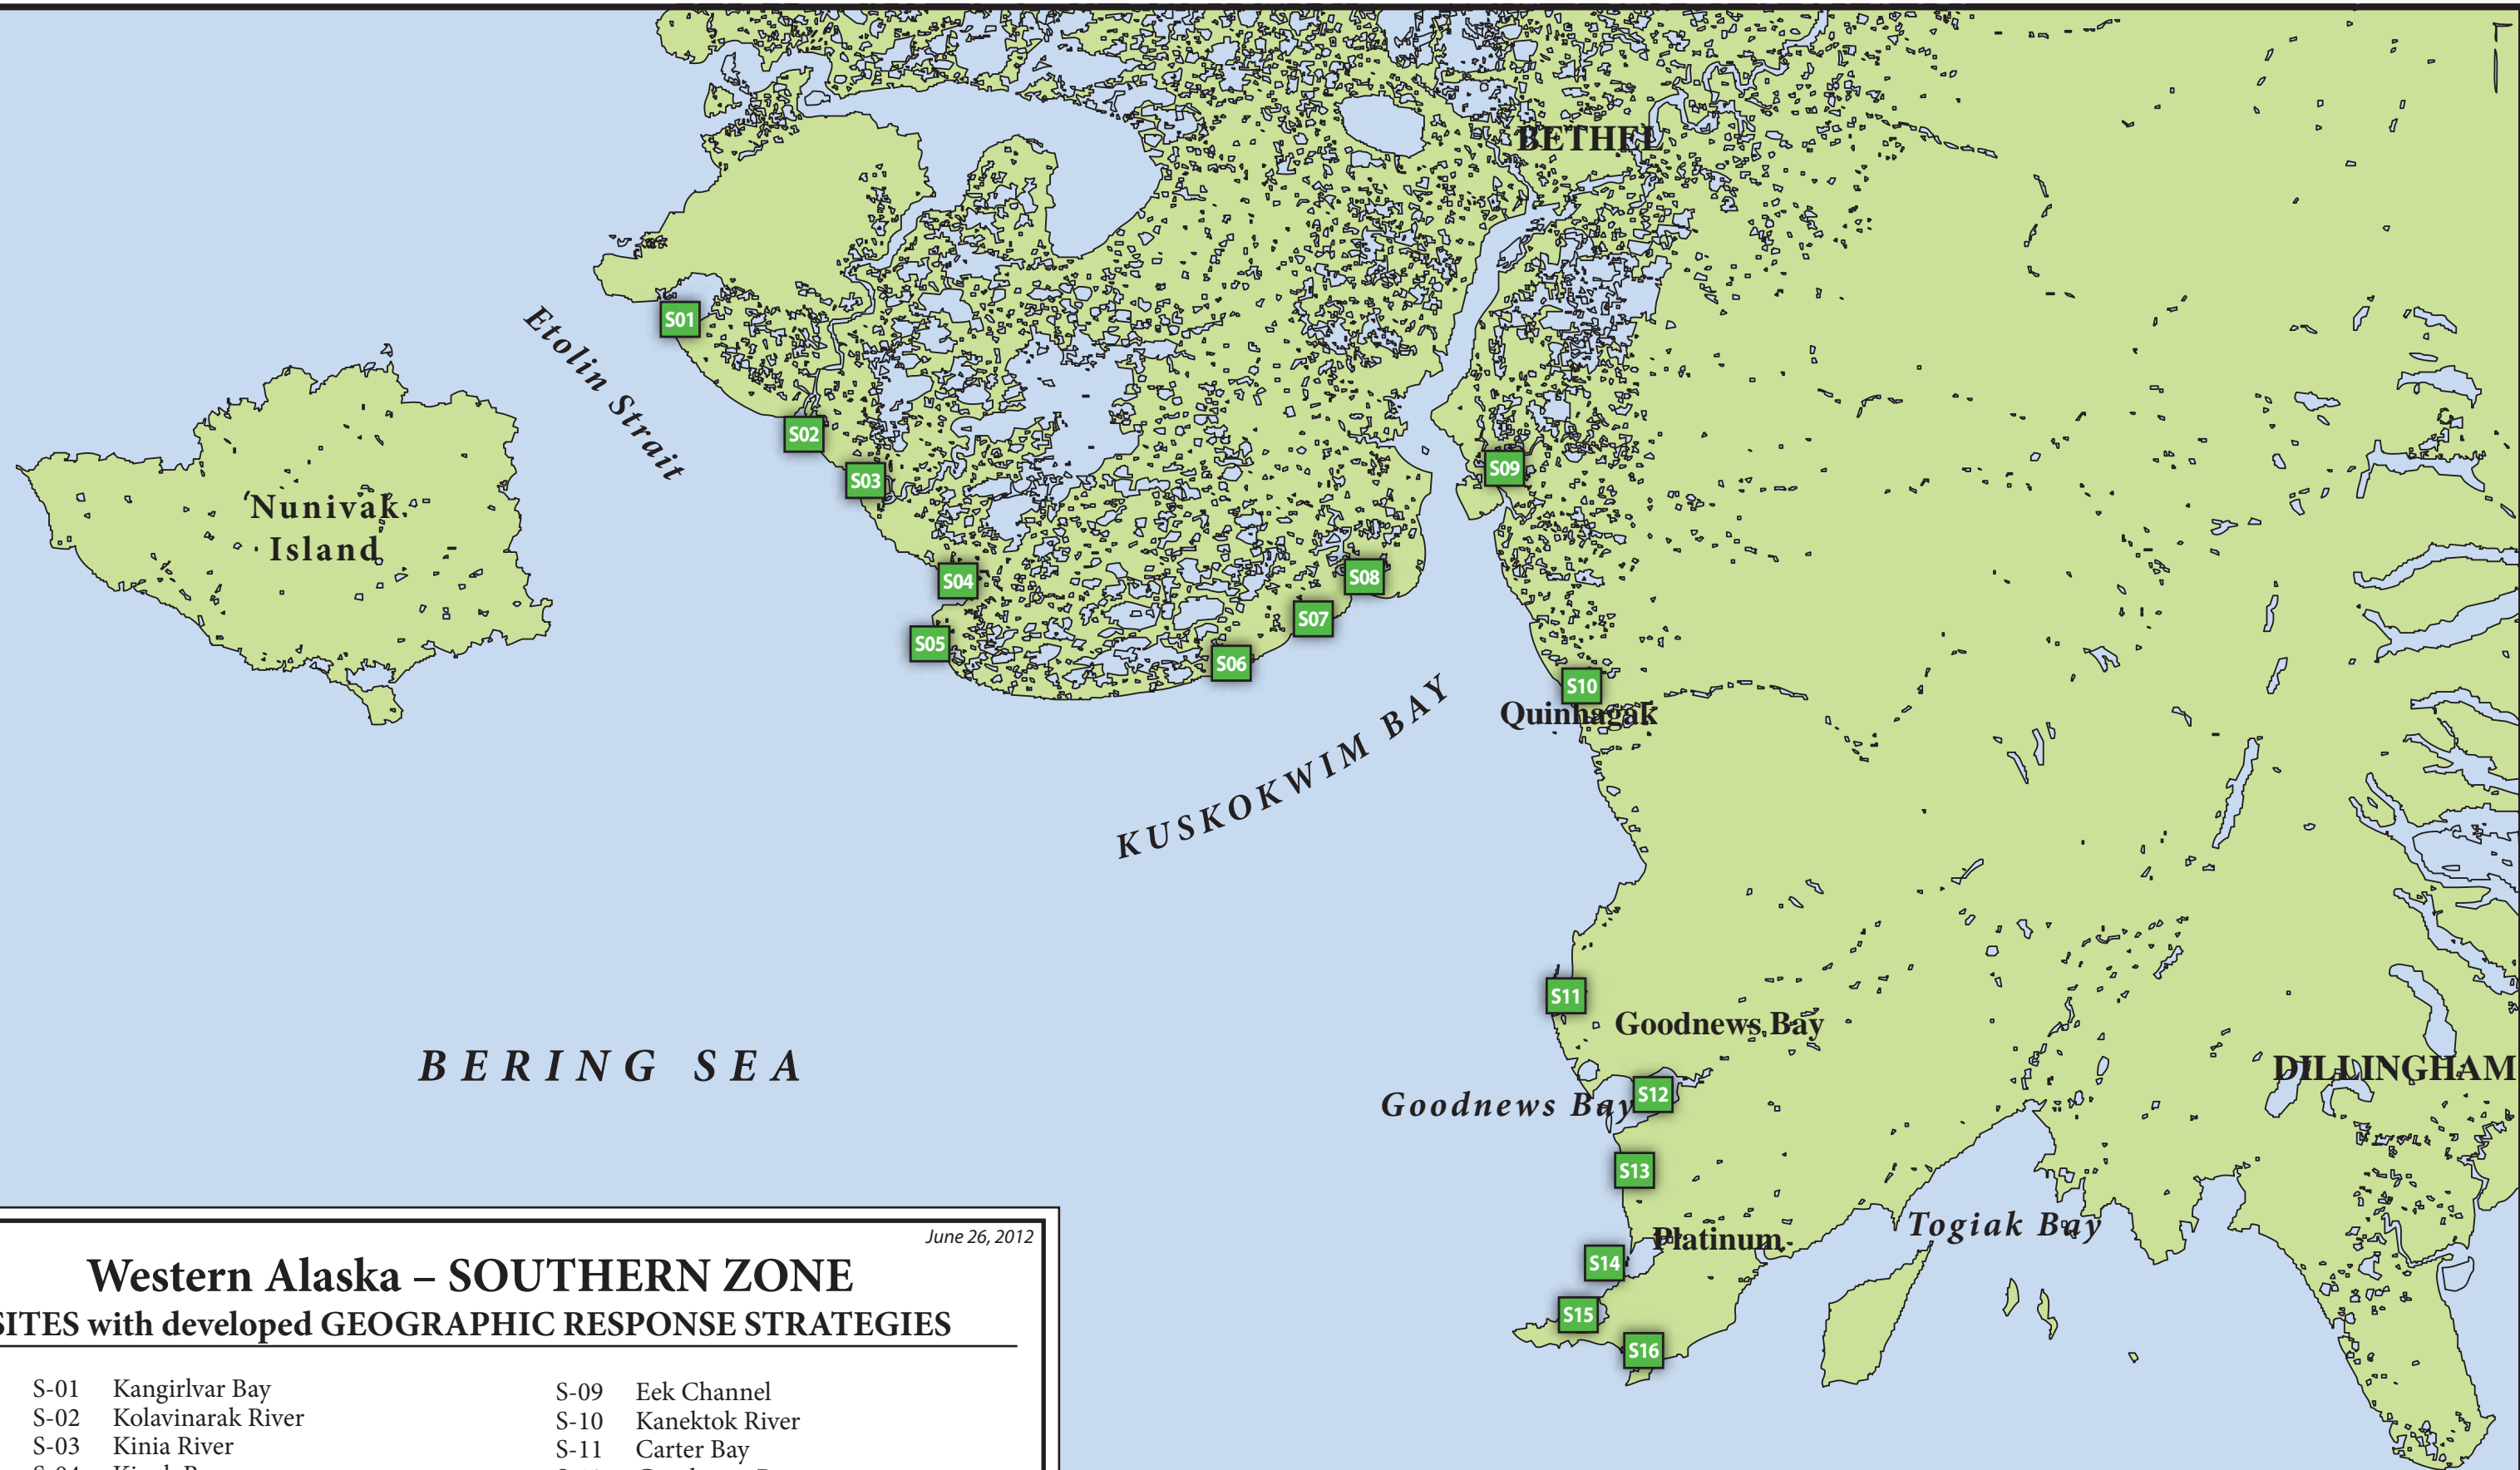 BETHEL
S01
Etolin Strait
S02
S09
S03
Nunivak
Island
S04
S08
S07
S05
S06
S10
Quinhagak
KUSKOKWIM BAY
S11
Goodnews Bay
BERING SEA
DILLINGHAM
Goodnews Bay
S12
S13
Togiak Bay
Platinum
S14
S15
S16
June 26, 2012
Western Alaska – SOUTHERN ZONE
SITES with developed GEOGRAPHIC RESPONSE STRATEGIES
S-01 Kangirlvar Bay
S-02 Kolavinarak River
S-03 Kinia River
S-09 Eek Channel
S-10 Kanektok River
S-11 Carter Bay